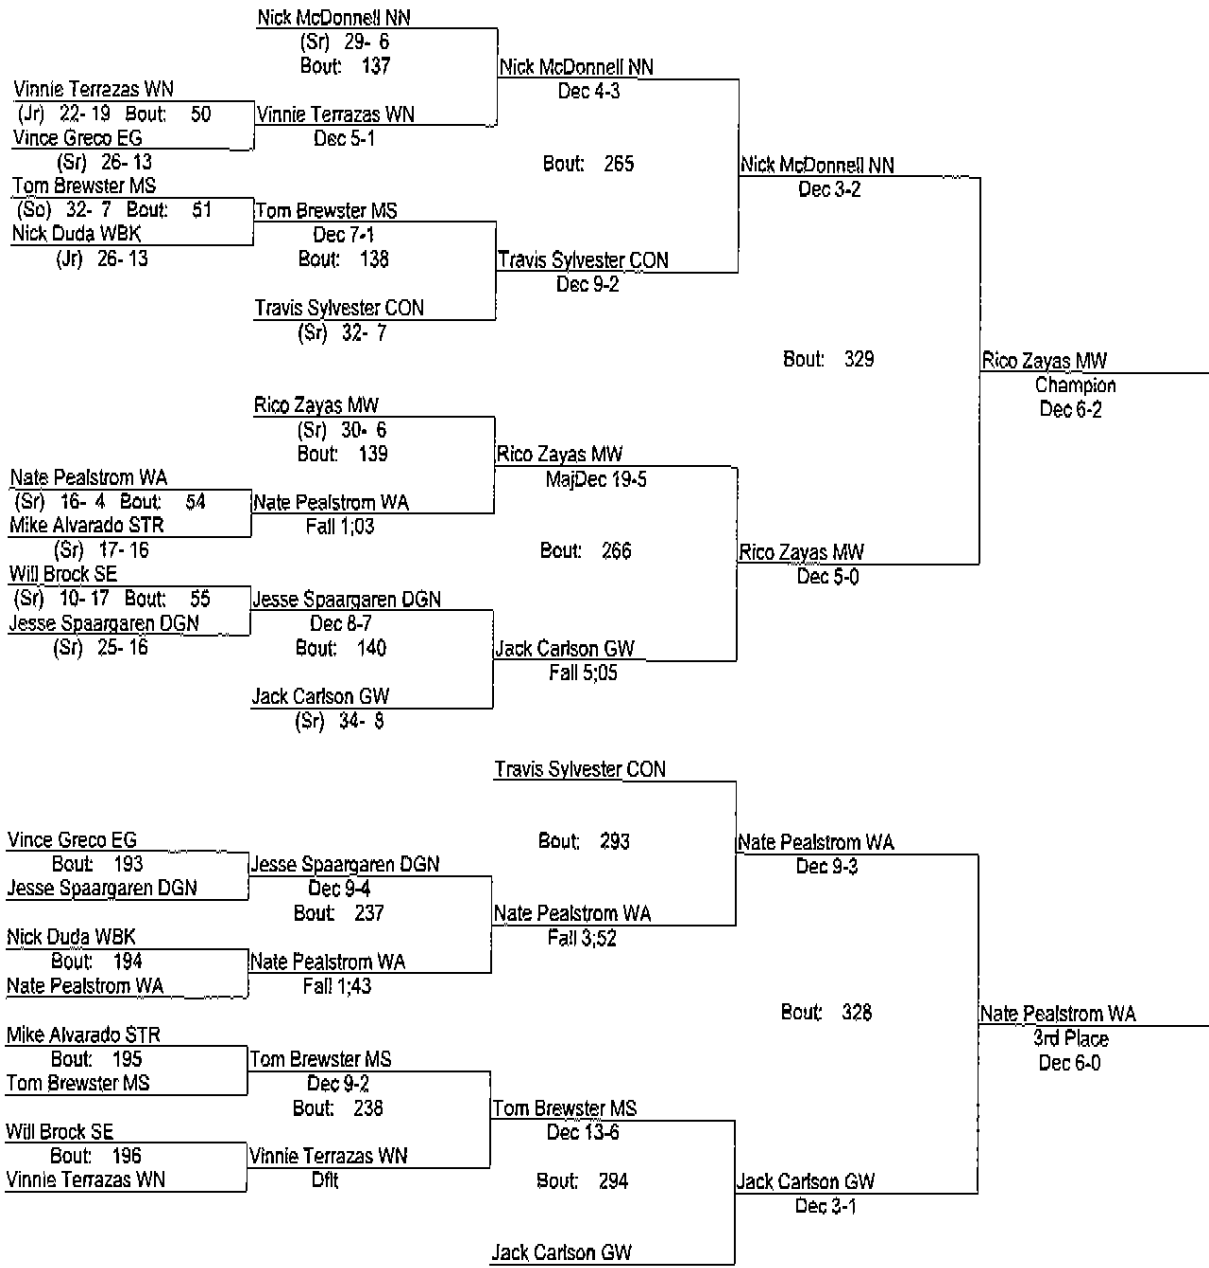 Nick McDonnell NN
(Sr) 29- 6
Bout: 137
Nick McDonnell NN
Dec 4-3
Vinnie Terrazas WN
(Jr) 22- 19 Bout: 50
Vinnie Terrazas WN
Dec 5-1
Vince Greco EG
(Sr) 26- 13
Bout: 265
Nick McDonnell NN
Dec 3-2
Tom Brewster MS
(So) 32- 7 Bout: 51
Tom Brewster MS
Dec 7-1
Nick Duda WBK
(Jr) 26- 13
Bout: 138
Travis Sylvester CON
Dec 9-2
Travis Sylvester CON
(Sr) 32- 7
Bout: 329
Rico Zayas MW
Champion
Dec 6-2
Rico Zayas MW
(Sr) 30- 6
Bout: 139
Rico Zayas MW
MajDec 19-5
Nate Pealstrom WA
(Sr) 16- 4 Bout: 54
Nate Pealstrom WA
Fall 1;03
Mike Alvarado STR
(Sr) 17- 16
Bout: 266
Rico Zayas MW
Dec 5-0
Will Brock SE
(Sr) 10- 17 Bout: 55
Jesse Spaargaren DGN
Dec 8-7
Jesse Spaargaren DGN
(Sr) 25- 16
Bout: 140
Jack Carlson GW
Fall 5;05
Jack Carlson GW
(Sr) 34- 8
Travis Sylvester CON
Bout: 293
Nate Pealstrom WA
Dec 9-3
Vince Greco EG
Bout: 193
Jesse Spaargaren DGN
Jesse Spaargaren DGN
Dec 9-4
Bout: 237
Nate Pealstrom WA
Fall 3;52
Nick Duda WBK
Bout: 194
Nate Pealstrom WA
Nate Pealstrom WA
Fall 1;43
Bout: 328
Nate Pealstrom WA
3rd Place
Dec 6-0
Mike Alvarado STR
Bout: 195
Tom Brewster MS
Tom Brewster MS
Dec 9-2
Bout: 238
Tom Brewster MS
Dec 13-6
Will Brock SE
Bout: 196
Vinnie Terrazas WN
Vinnie Terrazas WN
Dflt
Bout: 294
Jack Carlson GW
Dec 3-1
Jack Carlson GW